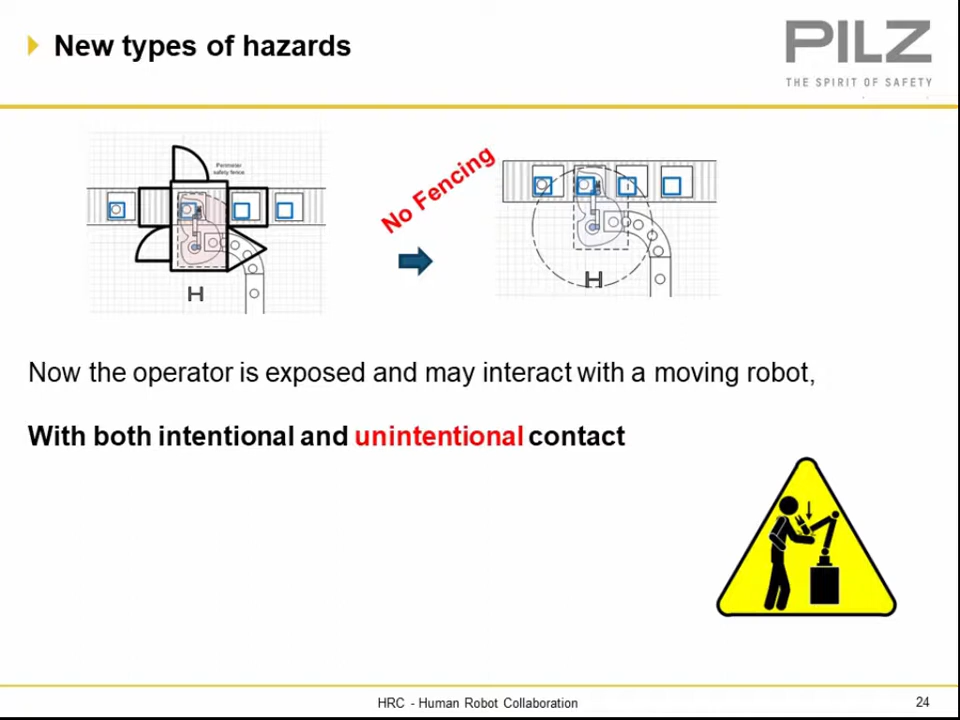 New types of hazards
PILZ
THE SPIRIT OF SAFETY
Perimeter
safety fence
No Fencing
H
H
Now the operator is exposed and may interact with a moving robot,
With both intentional and unintentional contact
HRC - Human Robot Collaboration
24